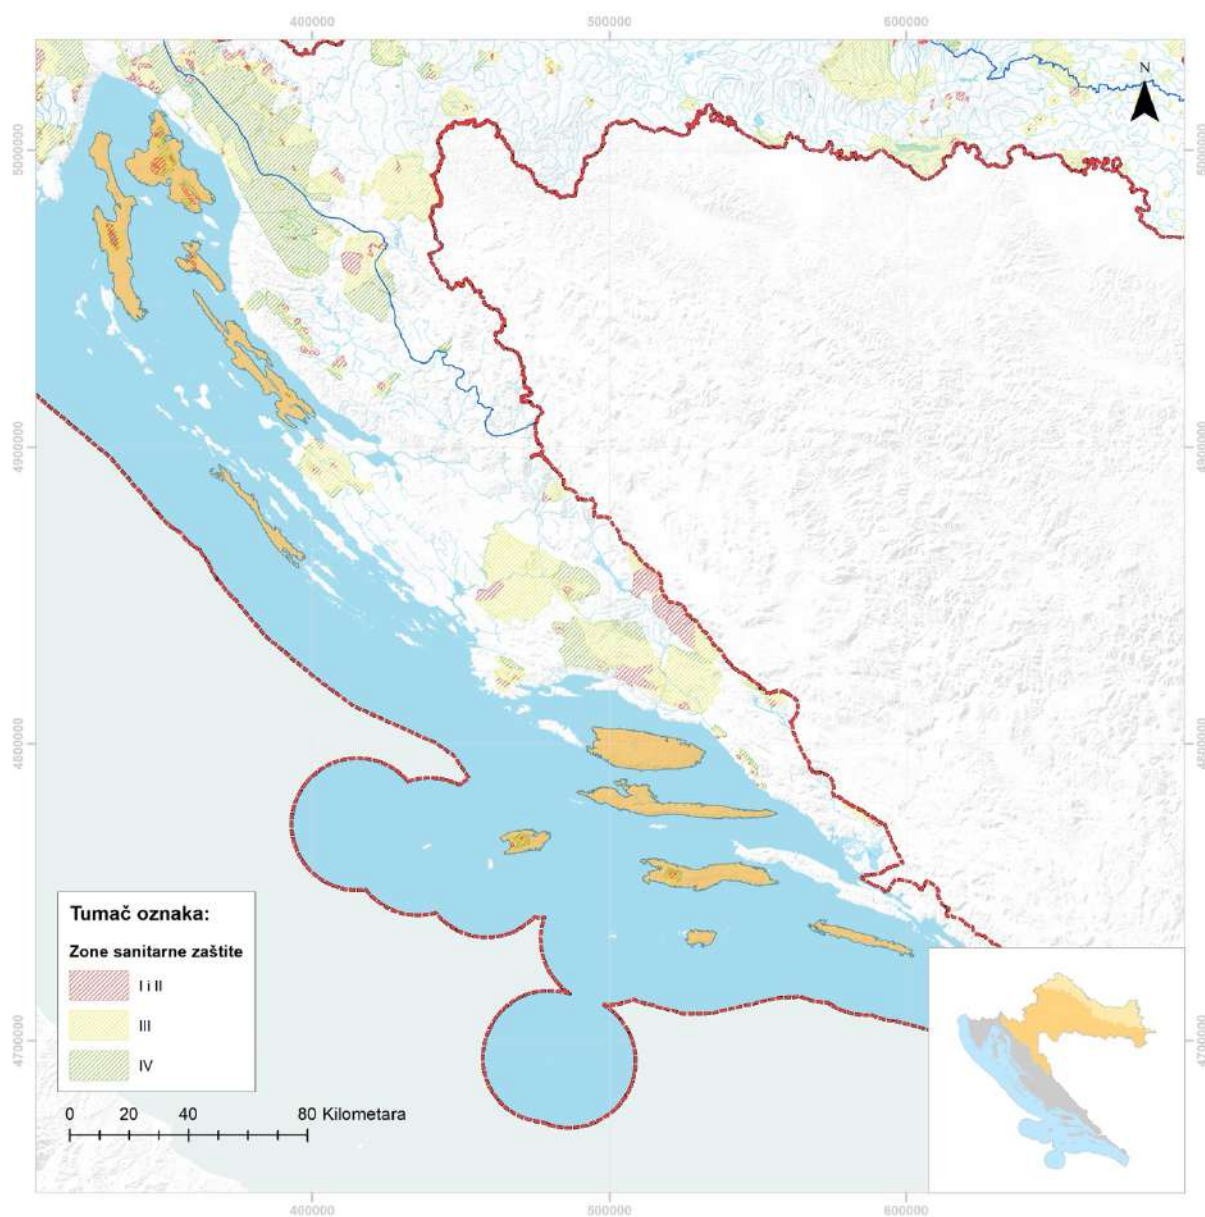 400000 500000 600000
N
5000000 5000000
4900000 4900000
4800000 4800000
4700000 4700000
Tumač oznaka:
Zone sanitarne zaštite
I i II
III
IV
0 20 40 80 Kilometara
400000 500000 600000